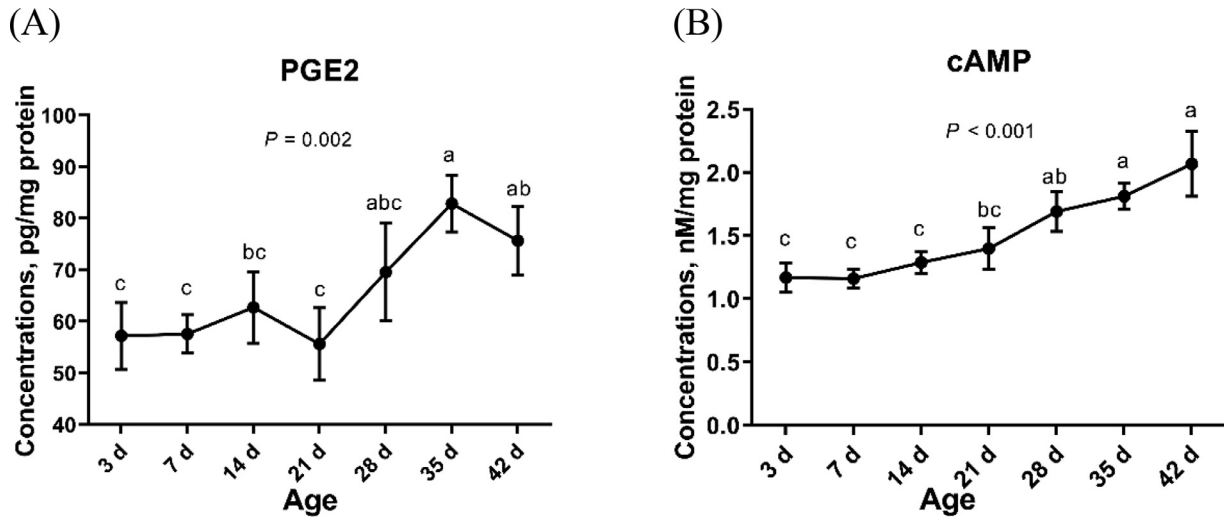 (A)
PGE2
Concentrations, pg/mg protein
100
90
80
70
60
50
40
P = 0.002
c
c
bc
c
abc
a
ab
3 d
7 d
14 d
21 d
28 d
35 d
42 d
Age
(B)
cAMP
Concentrations, nM/mg protein
2.5
2.0
1.5
1.0
0.5
0.0
P < 0.001
c
c
c
bc
ab
a
a
3 d
7 d
14 d
21 d
28 d
35 d
42 d
Age